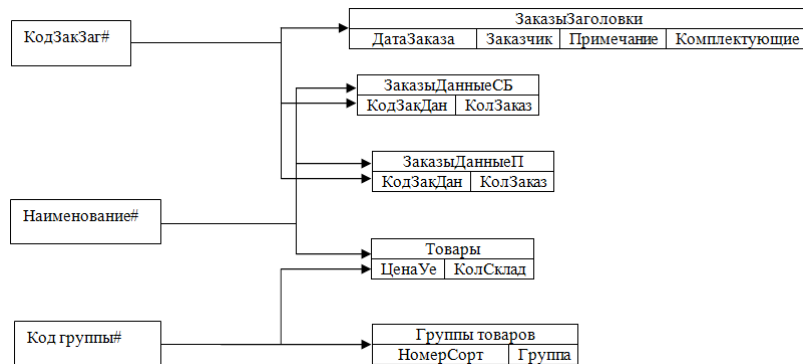 КодЗакЗаг#
ЗаказыЗаголовки
ДатаЗаказа Заказчик Примечание Комплектующие
ЗаказыДанныеСБ
КодЗакДан КолЗаказ
ЗаказыДанныеП
КодЗакДан КолЗаказ
Наименование#
Товары
ЦенаУе КолСклад
Код группы#
Группы товаров
НомерСорт Группа